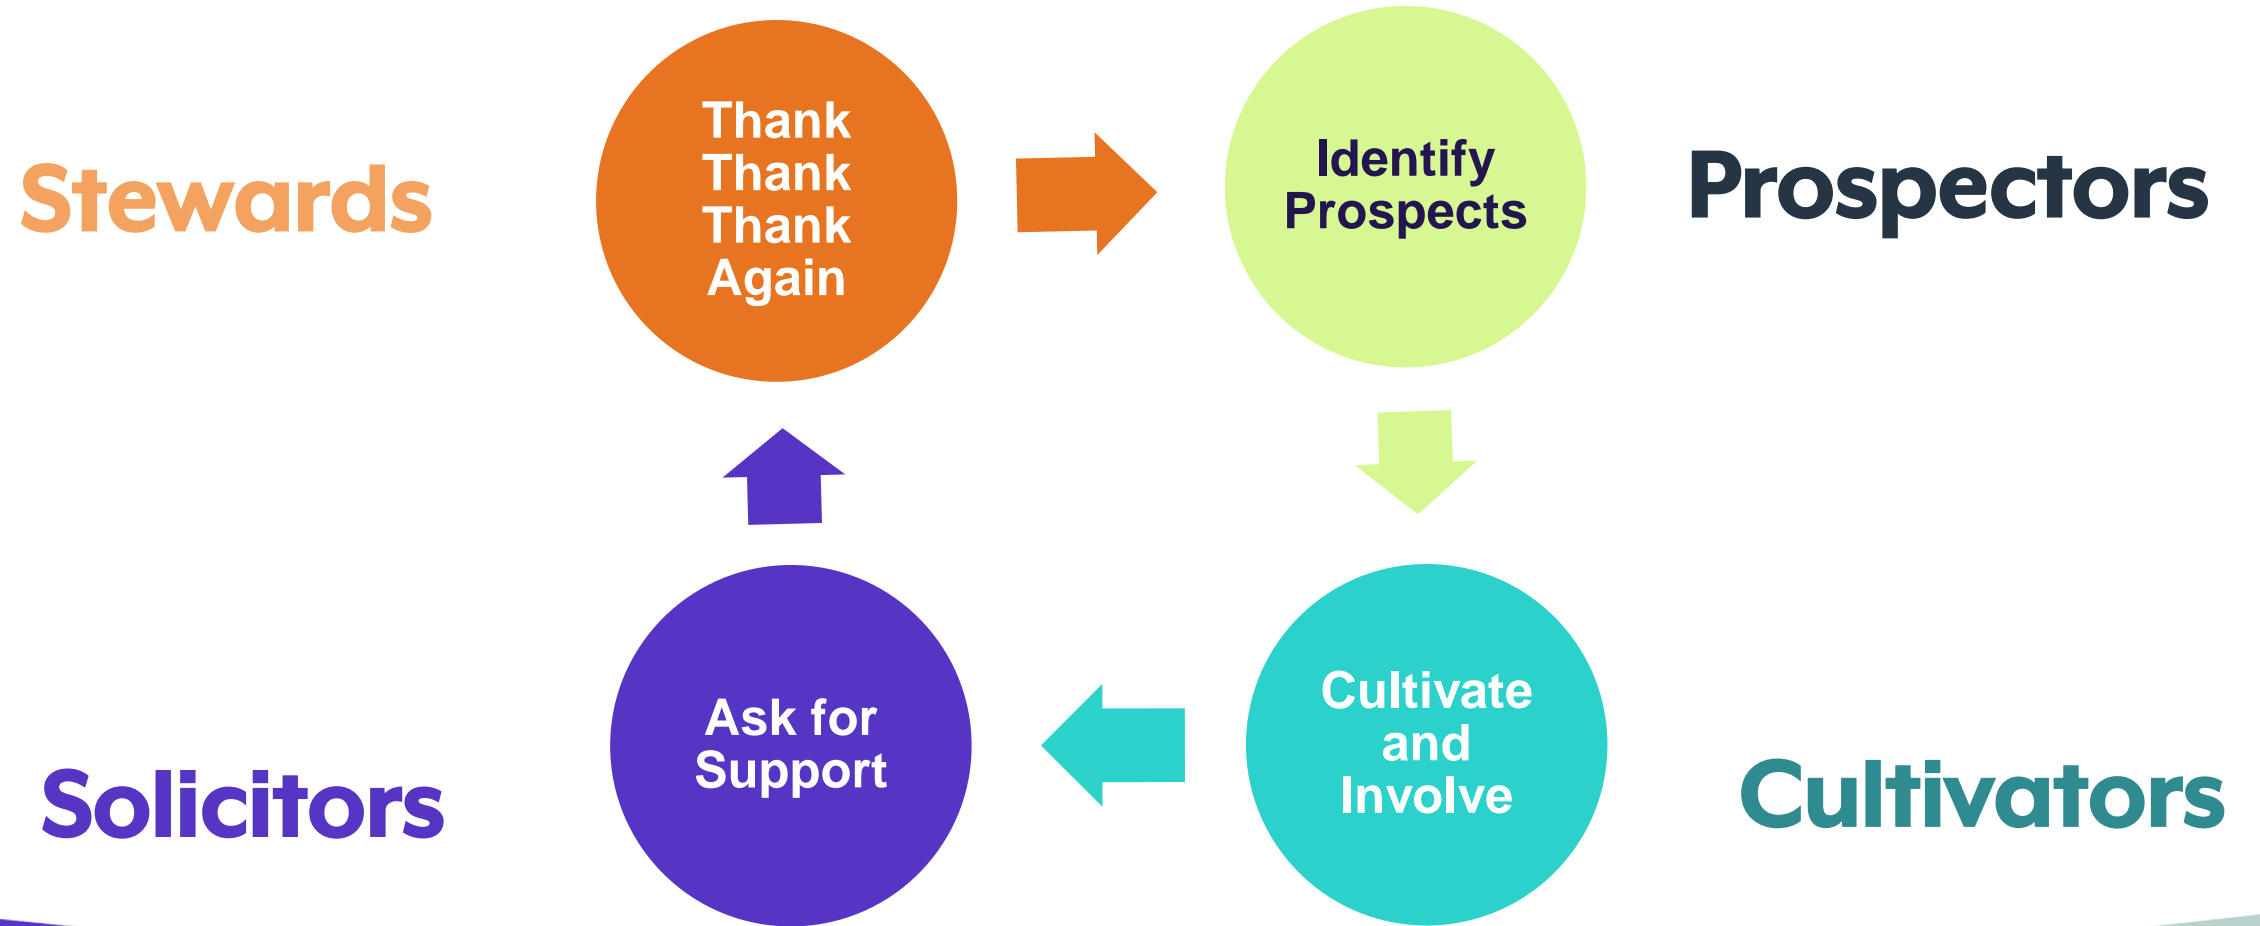 Stewards
Thank
Thank
Thank
Again
Identify
Prospects
Prospectors
Solicitors
Ask for
Support
Cultivate
and
Involve
Cultivators